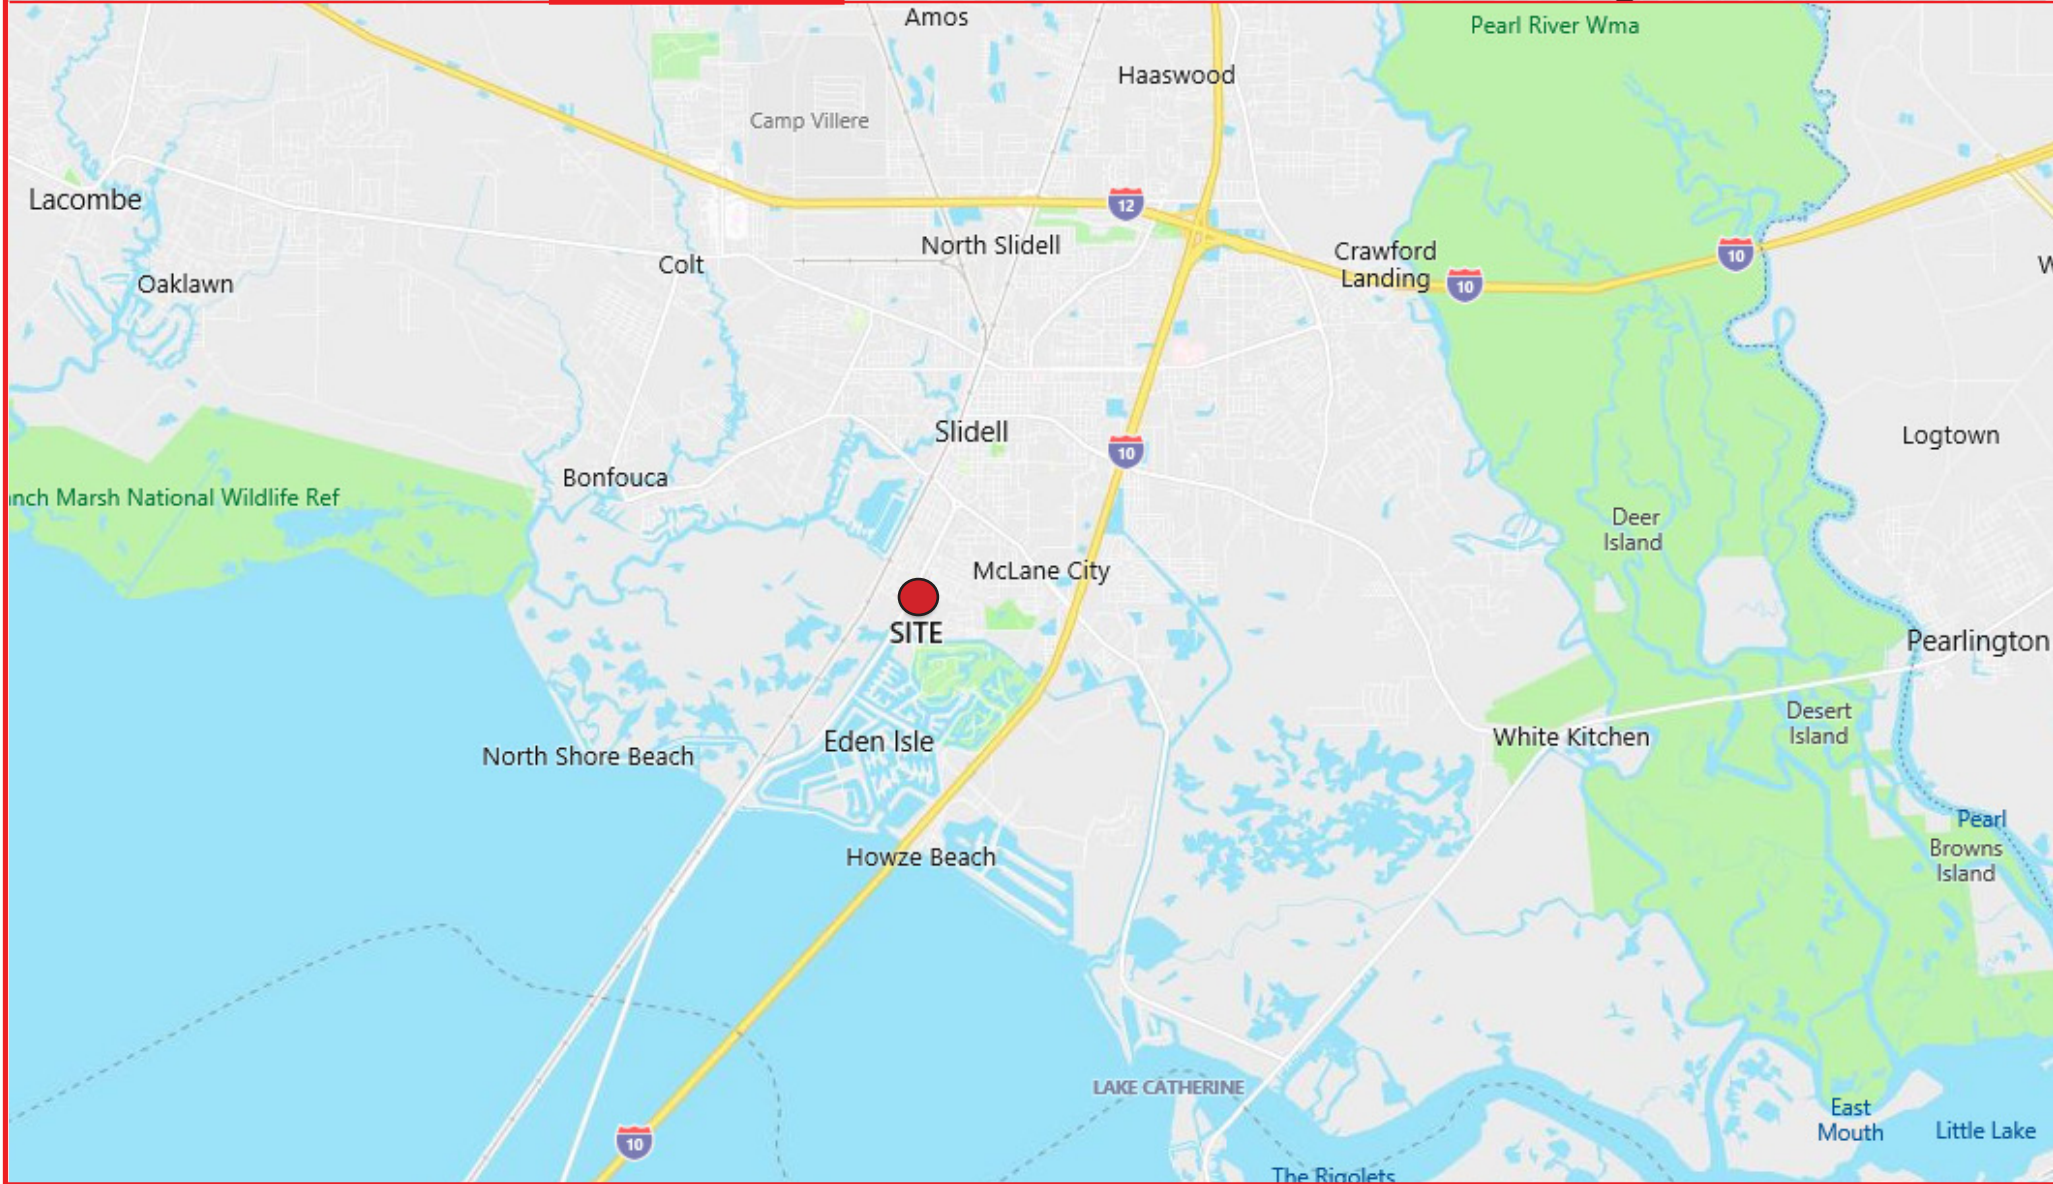 Amos
Pearl River Wma
Haaswood
Camp Villere
Lacombe
12
North Slidell
Crawford
Landing
10
10
Colt
Oaklawn
Slidell
10
Logtown
Bonfouca
nch Marsh National Wildlife Ref
Deer
Island
McLane City
SITE
Pearlington
Desert
Island
White Kitchen
Eden Isle
North Shore Beach
Pearl
Browns
Island
Howze Beach
LAKE CATHERINE
East
Mouth
Little Lake
10
The Rigolets